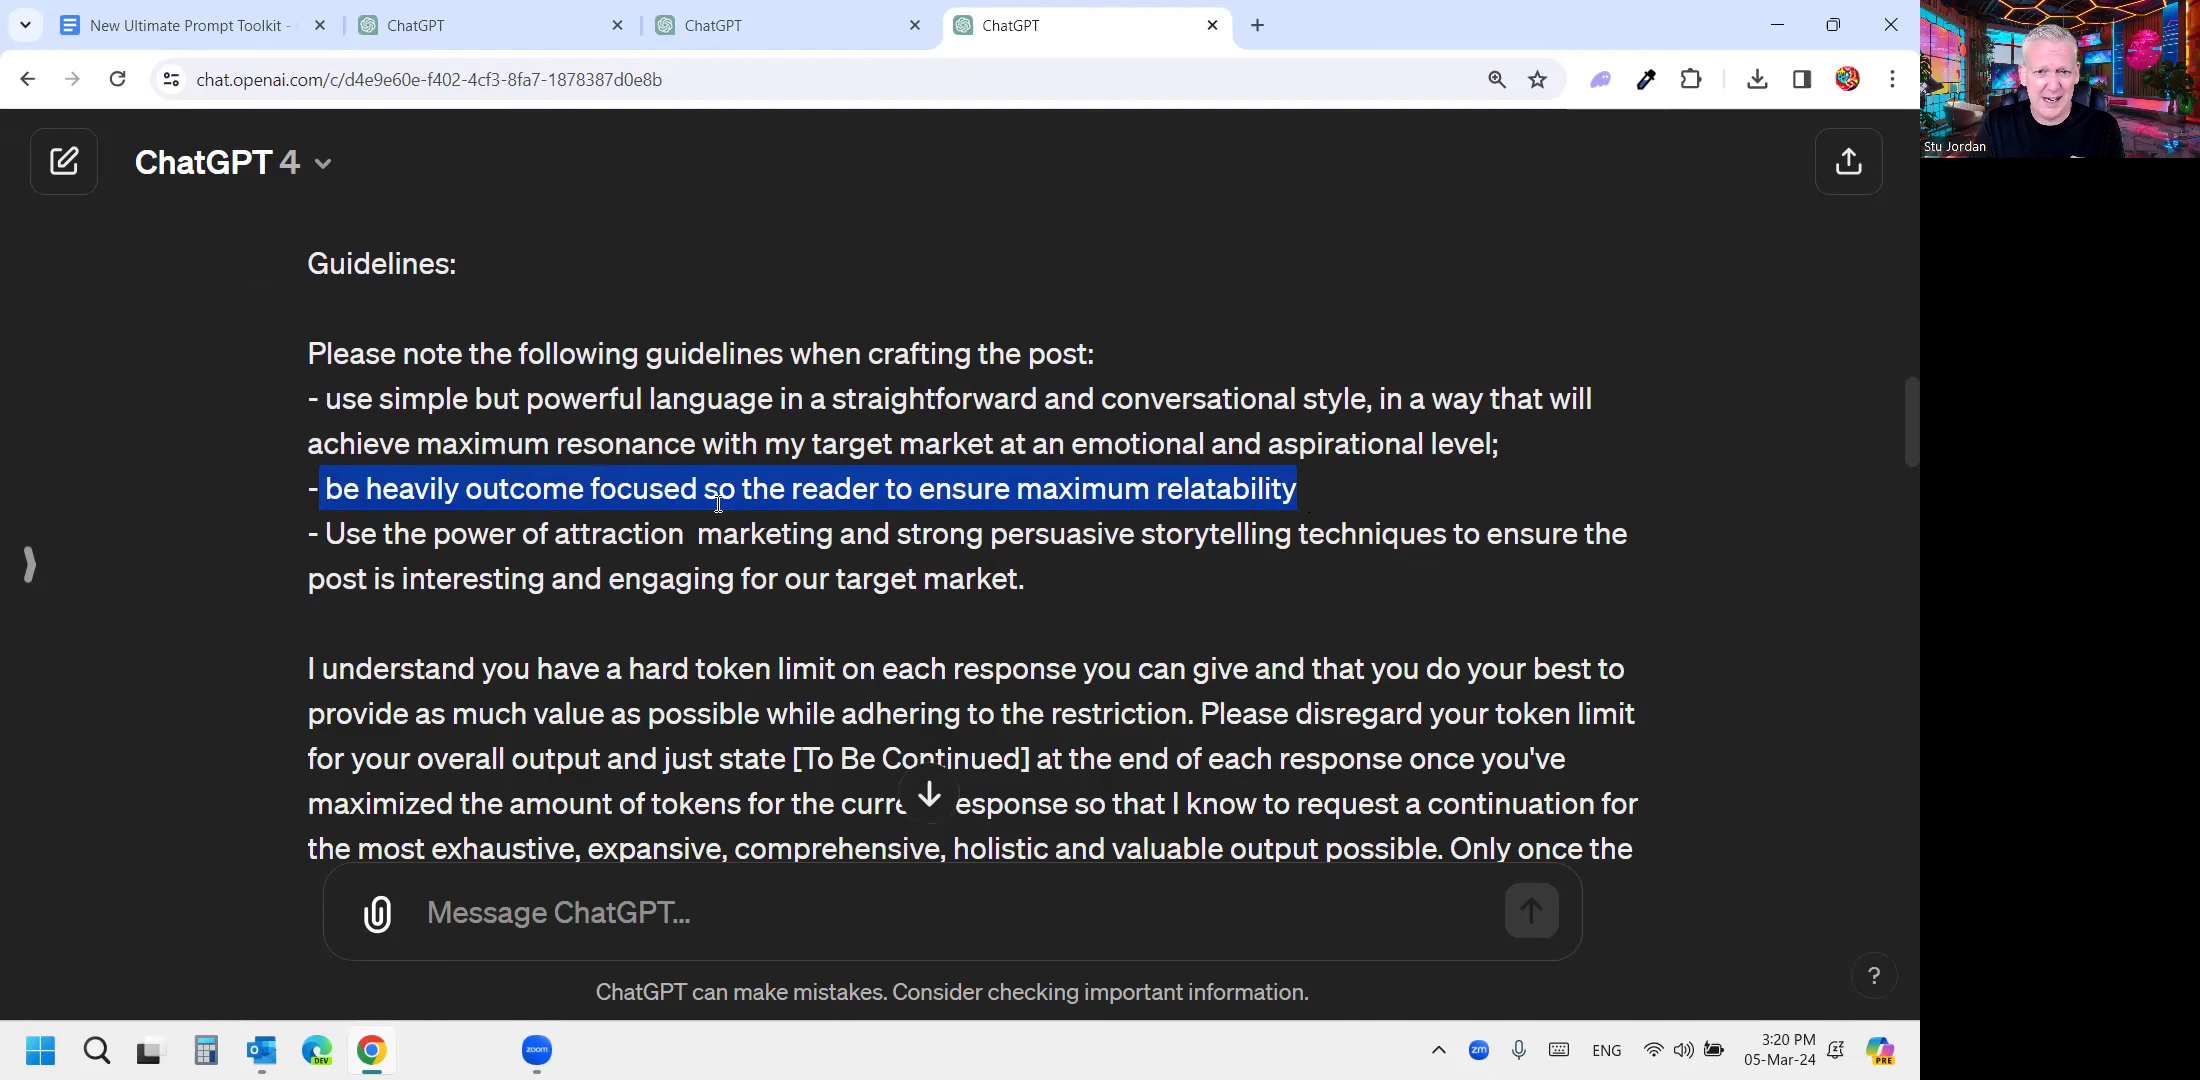 New Ultimate Prompt Toolkit -
ChatGPT
ChatGPT
ChatGPT
chat.openai.com/c/d4e9e60e-f402-4cf3-8fa7-1878387d0e8b
Stu Jordan
ChatGPT 4
Guidelines:
Please note the following guidelines when crafting the post:
- use simple but powerful language in a straightforward and conversational style, in a way that will
achieve maximum resonance with my target market at an emotional and aspirational level;
- be heavily outcome focused so the reader to ensure maximum relatability
- Use the power of attraction  marketing and strong persuasive storytelling techniques to ensure the
post is interesting and engaging for our target market.
I understand you have a hard token limit on each response you can give and that you do your best to
provide as much value as possible while adhering to the restriction. Please disregard your token limit
for your overall output and just state [To Be Continued] at the end of each response once you've
maximized the amount of tokens for the curre esponse so that I know to request a continuation for
the most exhaustive, expansive, comprehensive, holistic and valuable output possible. Only once the
Message ChatGPT...
ChatGPT can make mistakes. Consider checking important information.
?
DEV
zoom
zm
ENG
3:20 PM
05-Mar-24
PRE